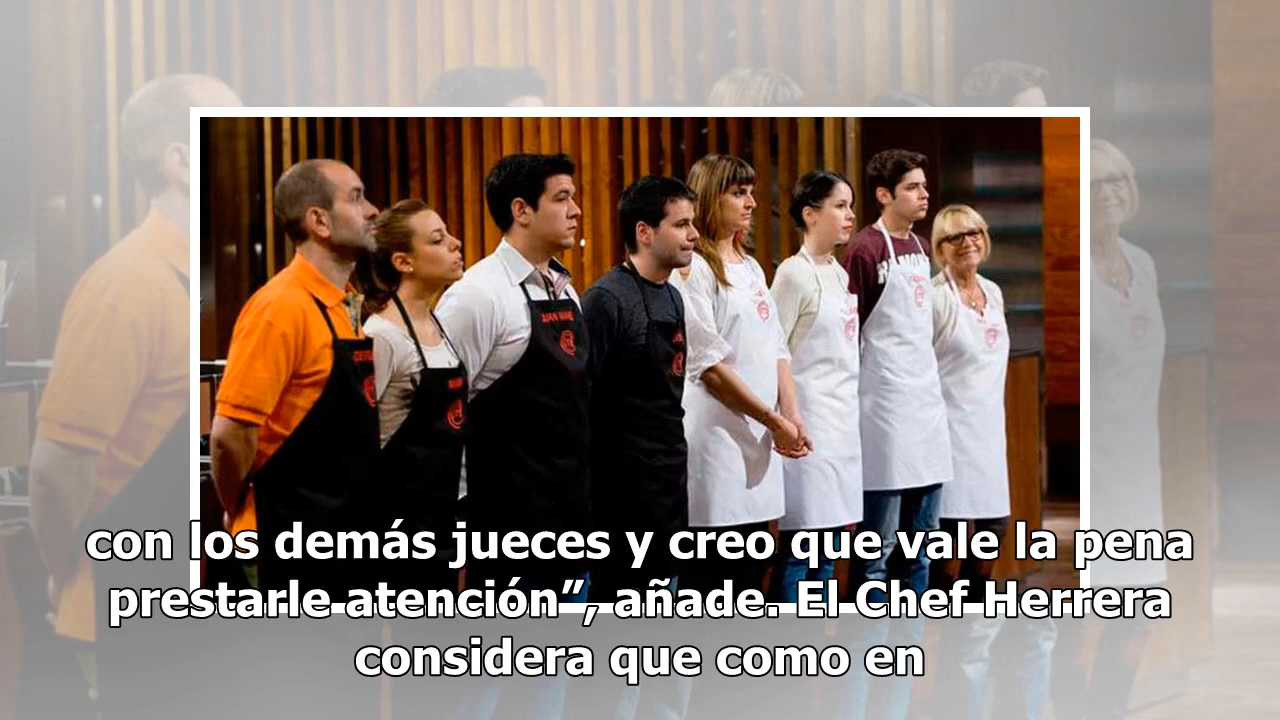 con los demás jueces y creo que vale la pena
prestarle atención”, añade. El Chef Herrera
considera que como en